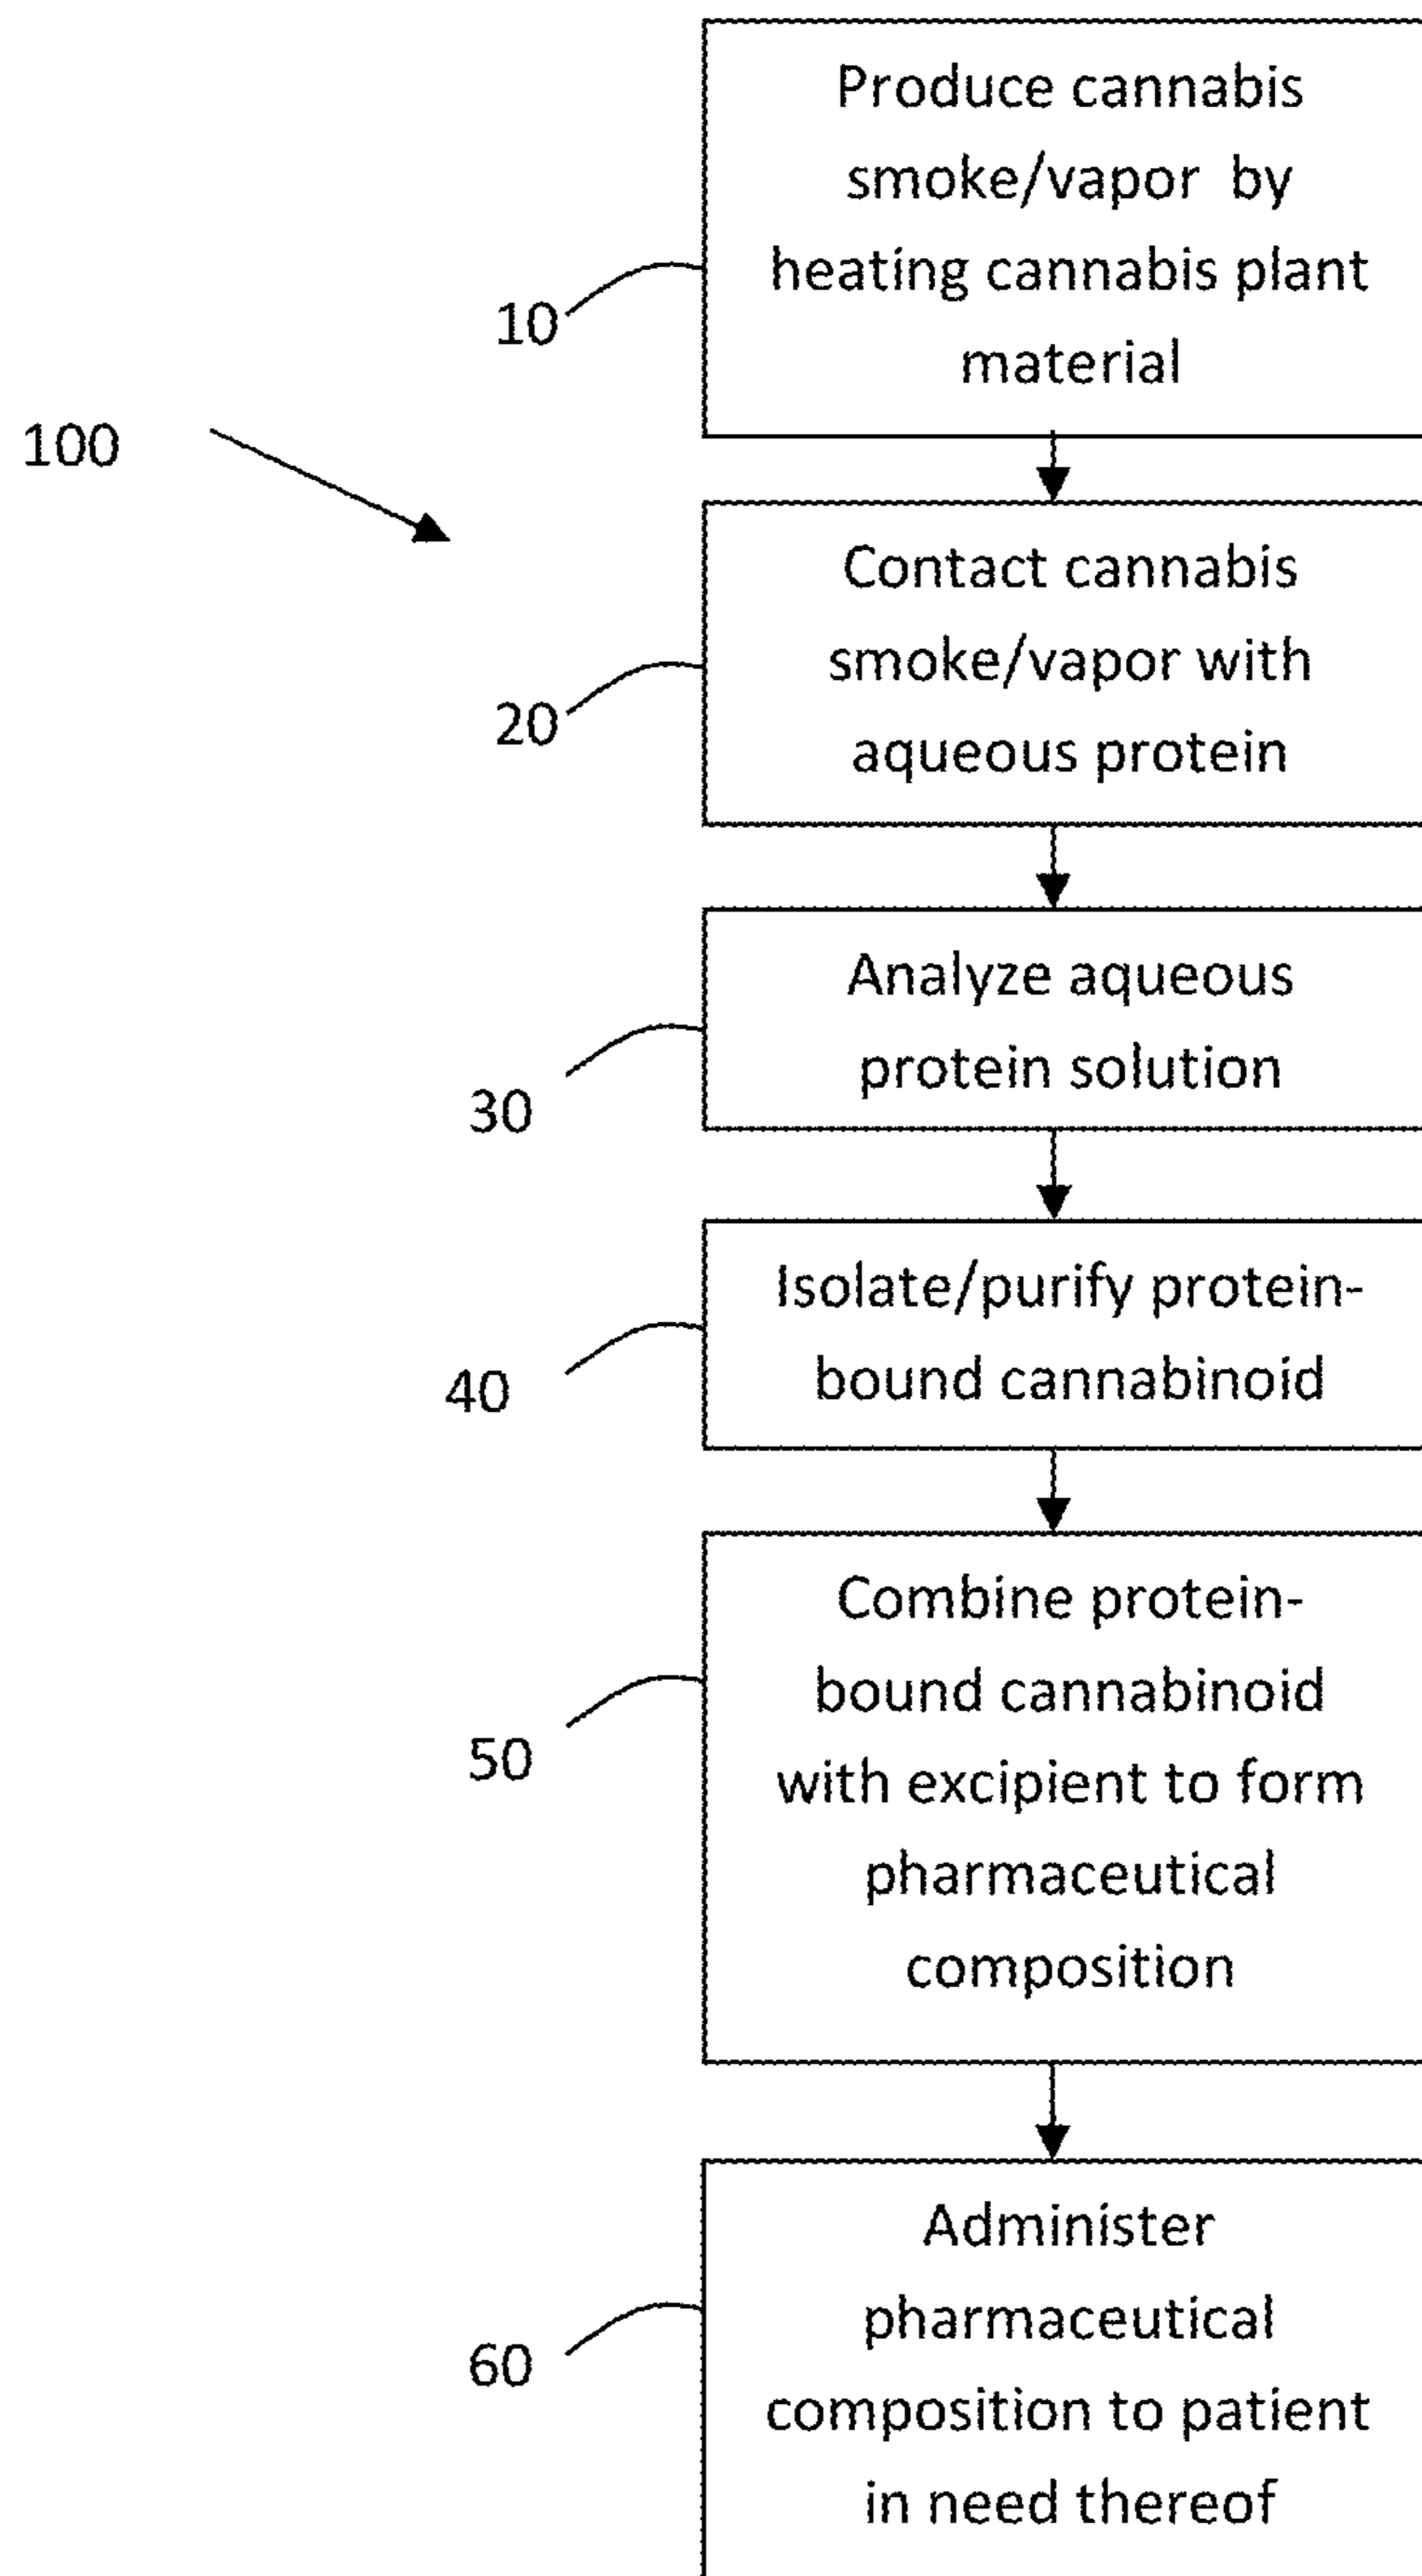 Produce cannabis
smoke/vapor by
heating cannabis plant
material
10
100
Contact cannabis
smoke/vapor with
aqueous protein
20
Analyze aqueous
protein solution
30
Isolate/purify protein-
bound cannabinoid
40
Combine protein-
bound cannabinoid
with excipient to form
pharmaceutical
composition
50
Administer
pharmaceutical
composition to patient
in need thereof
60